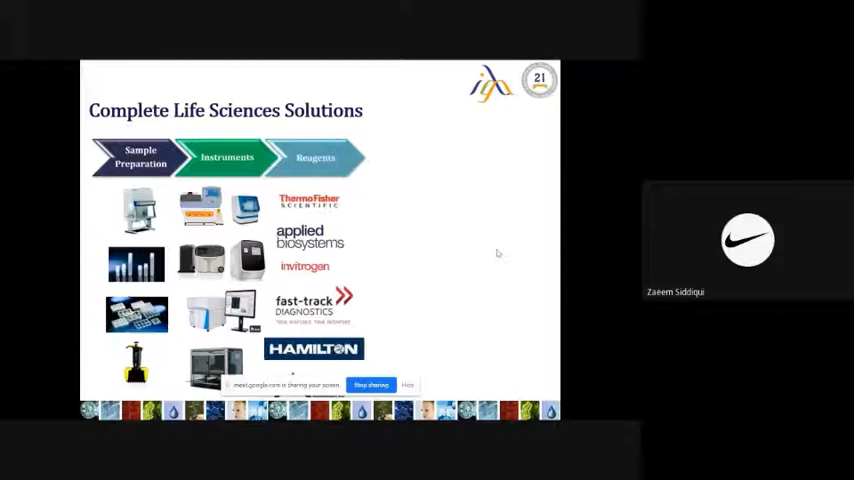 21
Complete Life Sciences Solutions
Sample
Preparation
Instruments
Reagents
ThermoFisher
SCIENTIFIC
applied
biosystems
invitrogen
fast-track
DIAGNOSTICS
HAMILTON
meet.google.com is sharing your screen.
Stop sharing
Hide
Zaeem Siddiqui